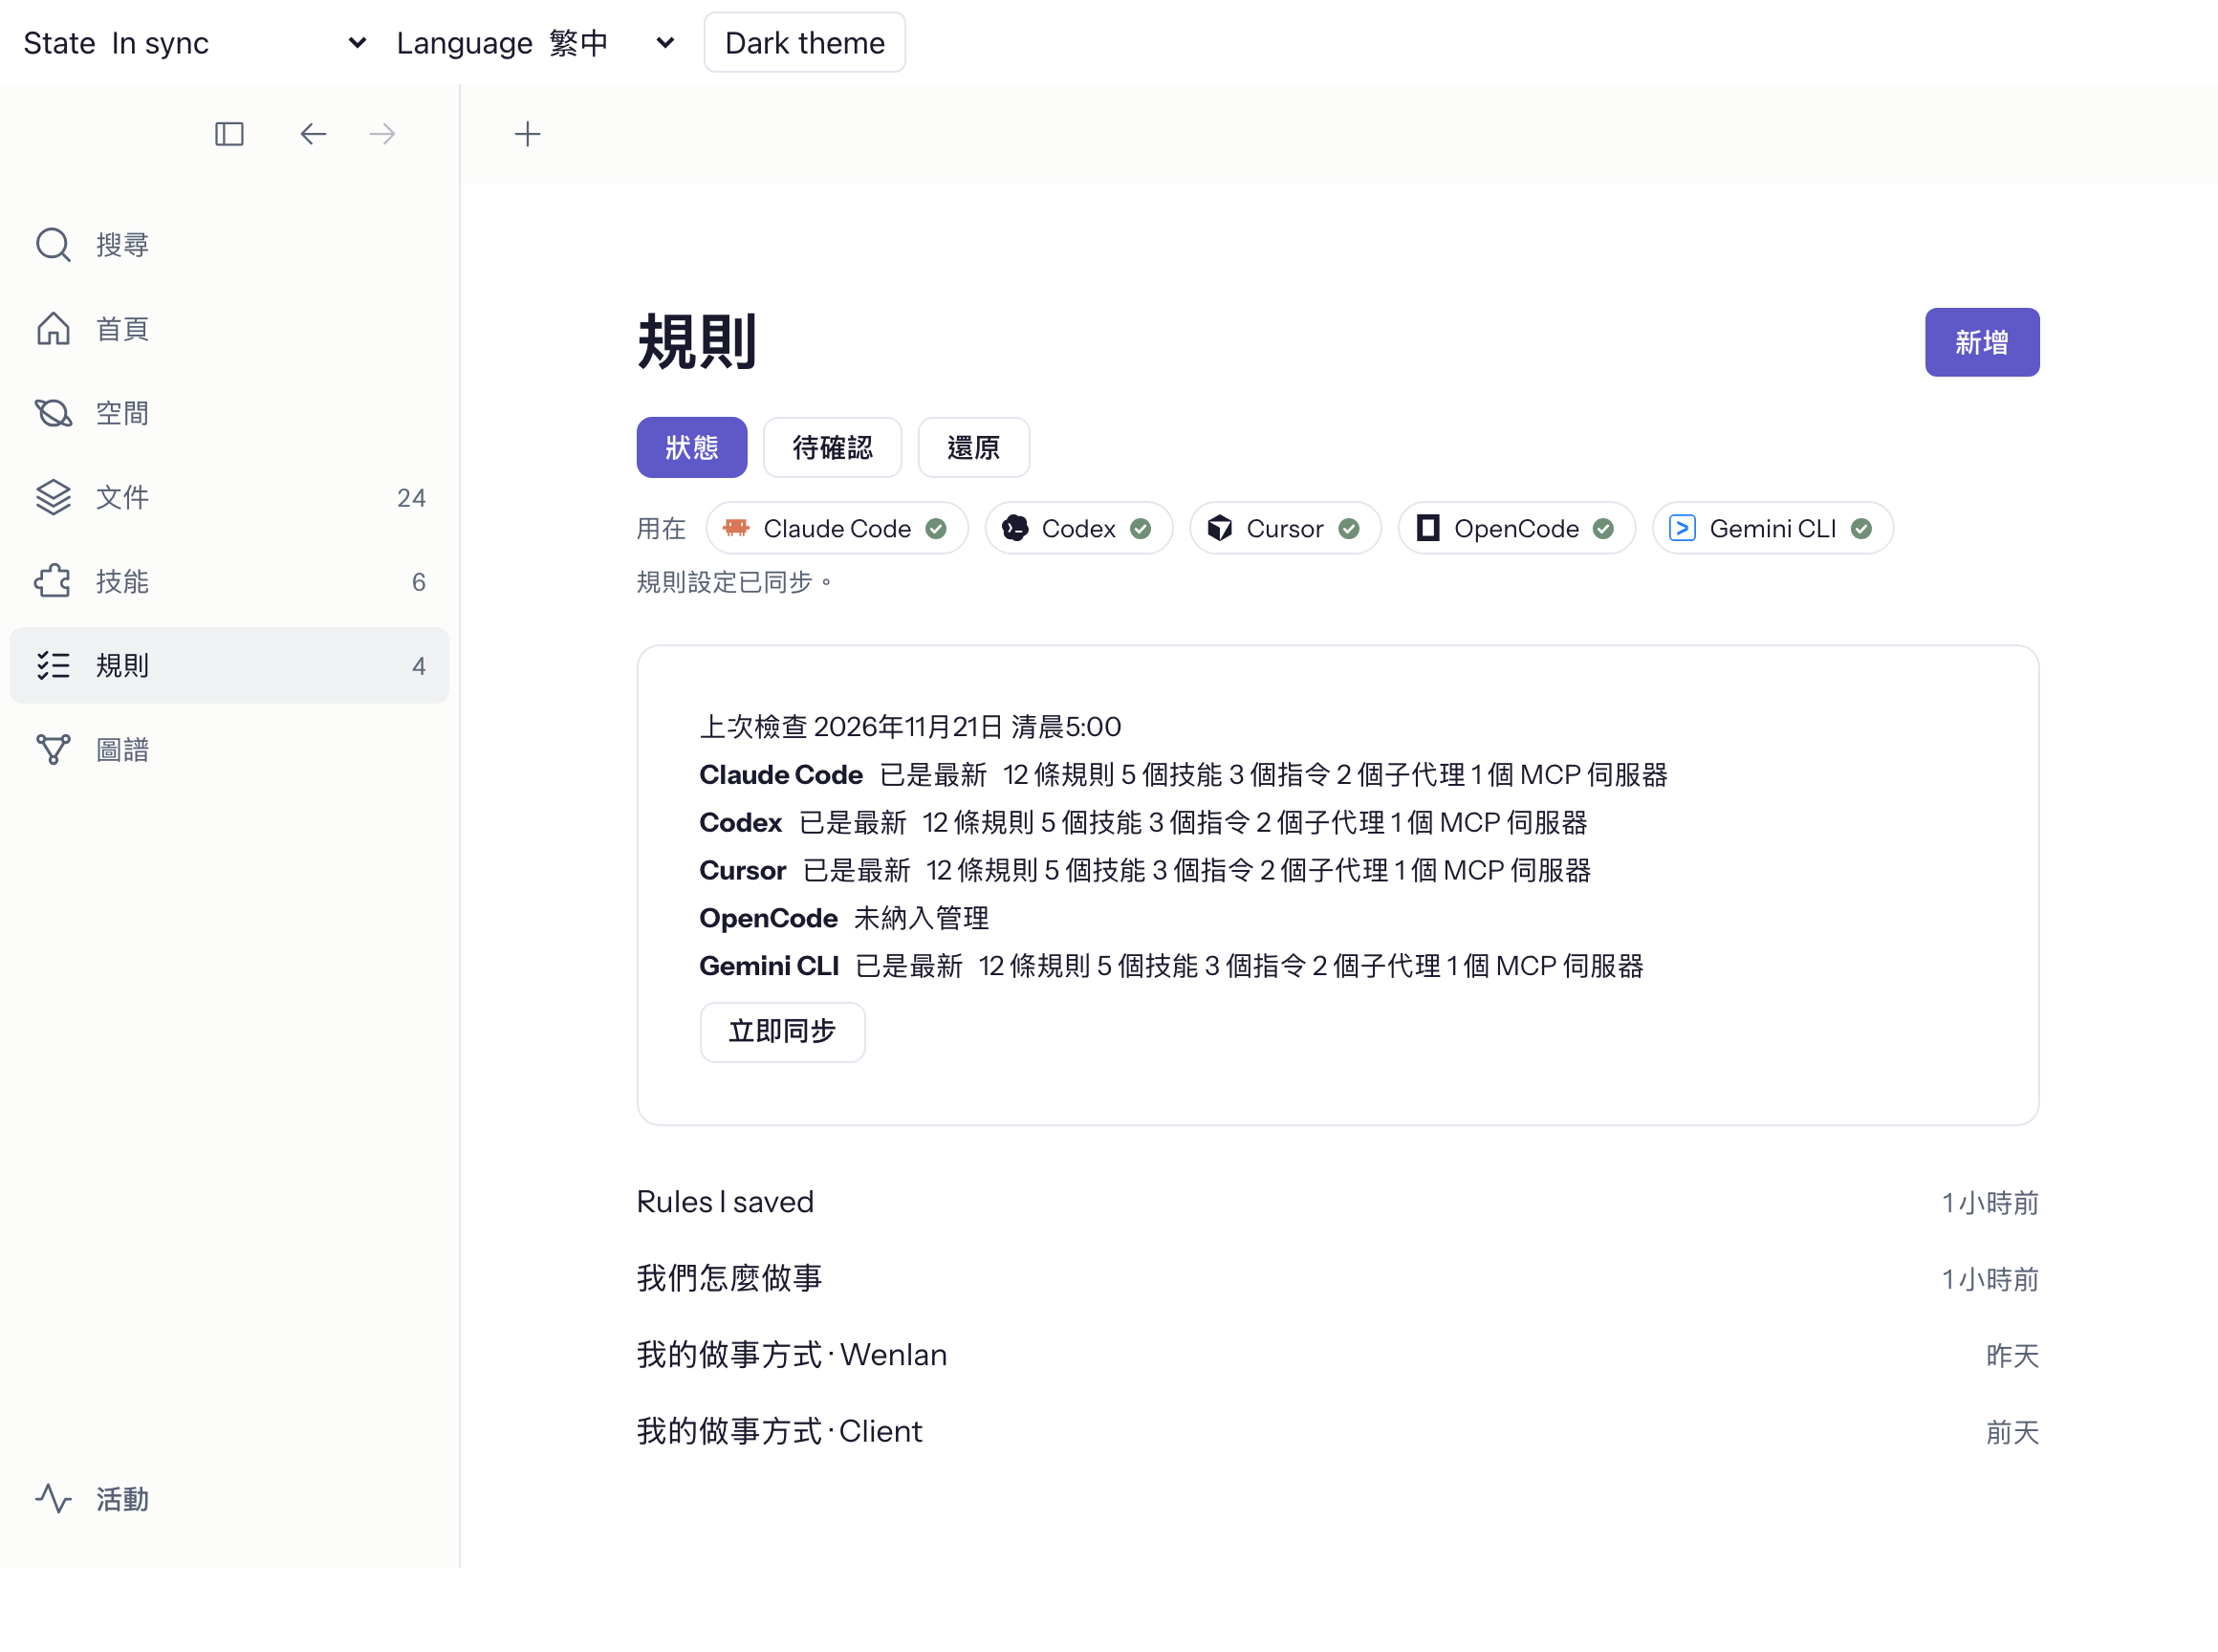 State In sync Language 繁中 Dark theme
搜尋
首頁
空間
文件 24
技能 6
規則 4
圖譜
活動
規則 新增
狀態 待確認 還原
用在 Claude Code Codex Cursor OpenCode Gemini CLI
規則設定已同步。
上次檢查 2026年11月21日 清晨5:00
Claude Code 已是最新 12 條規則 5 個技能 3 個指令 2 個子代理 1 個 MCP 伺服器
Codex 已是最新 12 條規則 5 個技能 3 個指令 2 個子代理 1 個 MCP 伺服器
Cursor 已是最新 12 條規則 5 個技能 3 個指令 2 個子代理 1 個 MCP 伺服器
OpenCode 未納入管理
Gemini CLI 已是最新 12 條規則 5 個技能 3 個指令 2 個子代理 1 個 MCP 伺服器
立即同步
Rules I saved 1 小時前
我們怎麼做事 1 小時前
我的做事方式 · Wenlan 昨天
我的做事方式 · Client 前天